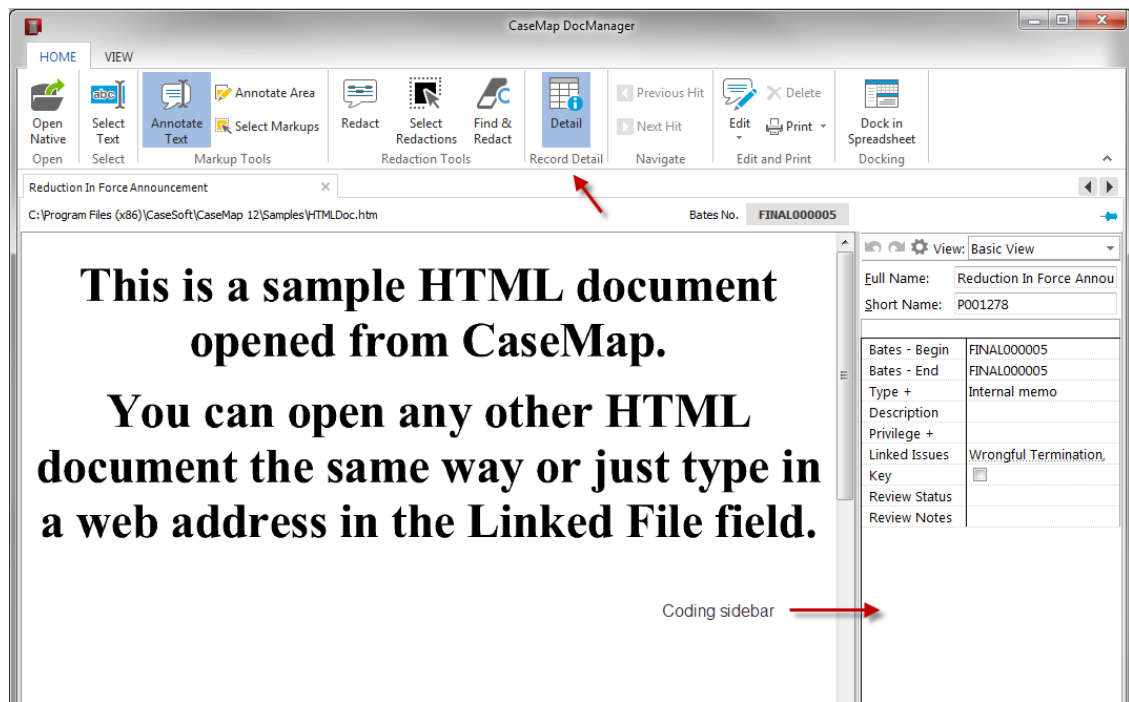 CaseMap DocManager
HOME VIEW
Open Native
abc
Select Text
Annotate Text
Annotate Area
Select Markups
Redact
Select Redactions
Find & Redact
Detail
Previous Hit
Next Hit
Edit
Delete
Print
Dock in Spreadsheet
Open Select Markup Tools Redaction Tools Record Detail Navigate Edit and Print Docking
Reduction In Force Announcement
C:\Program Files (x86)\CaseSoft\CaseMap 12\Samples\HTMLDoc.htm Bates No. FINAL000005
This is a sample HTML document
opened from CaseMap.
You can open any other HTML
document the same way or just type in
a web address in the Linked File field.
Coding sidebar
View: Basic View
Full Name: Reduction In Force Annou
Short Name: P001278
Bates - Begin FINAL000005
Bates - End FINAL000005
Type + Internal memo
Description
Privilege +
Linked Issues Wrongful Termination,
Key
Review Status
Review Notes